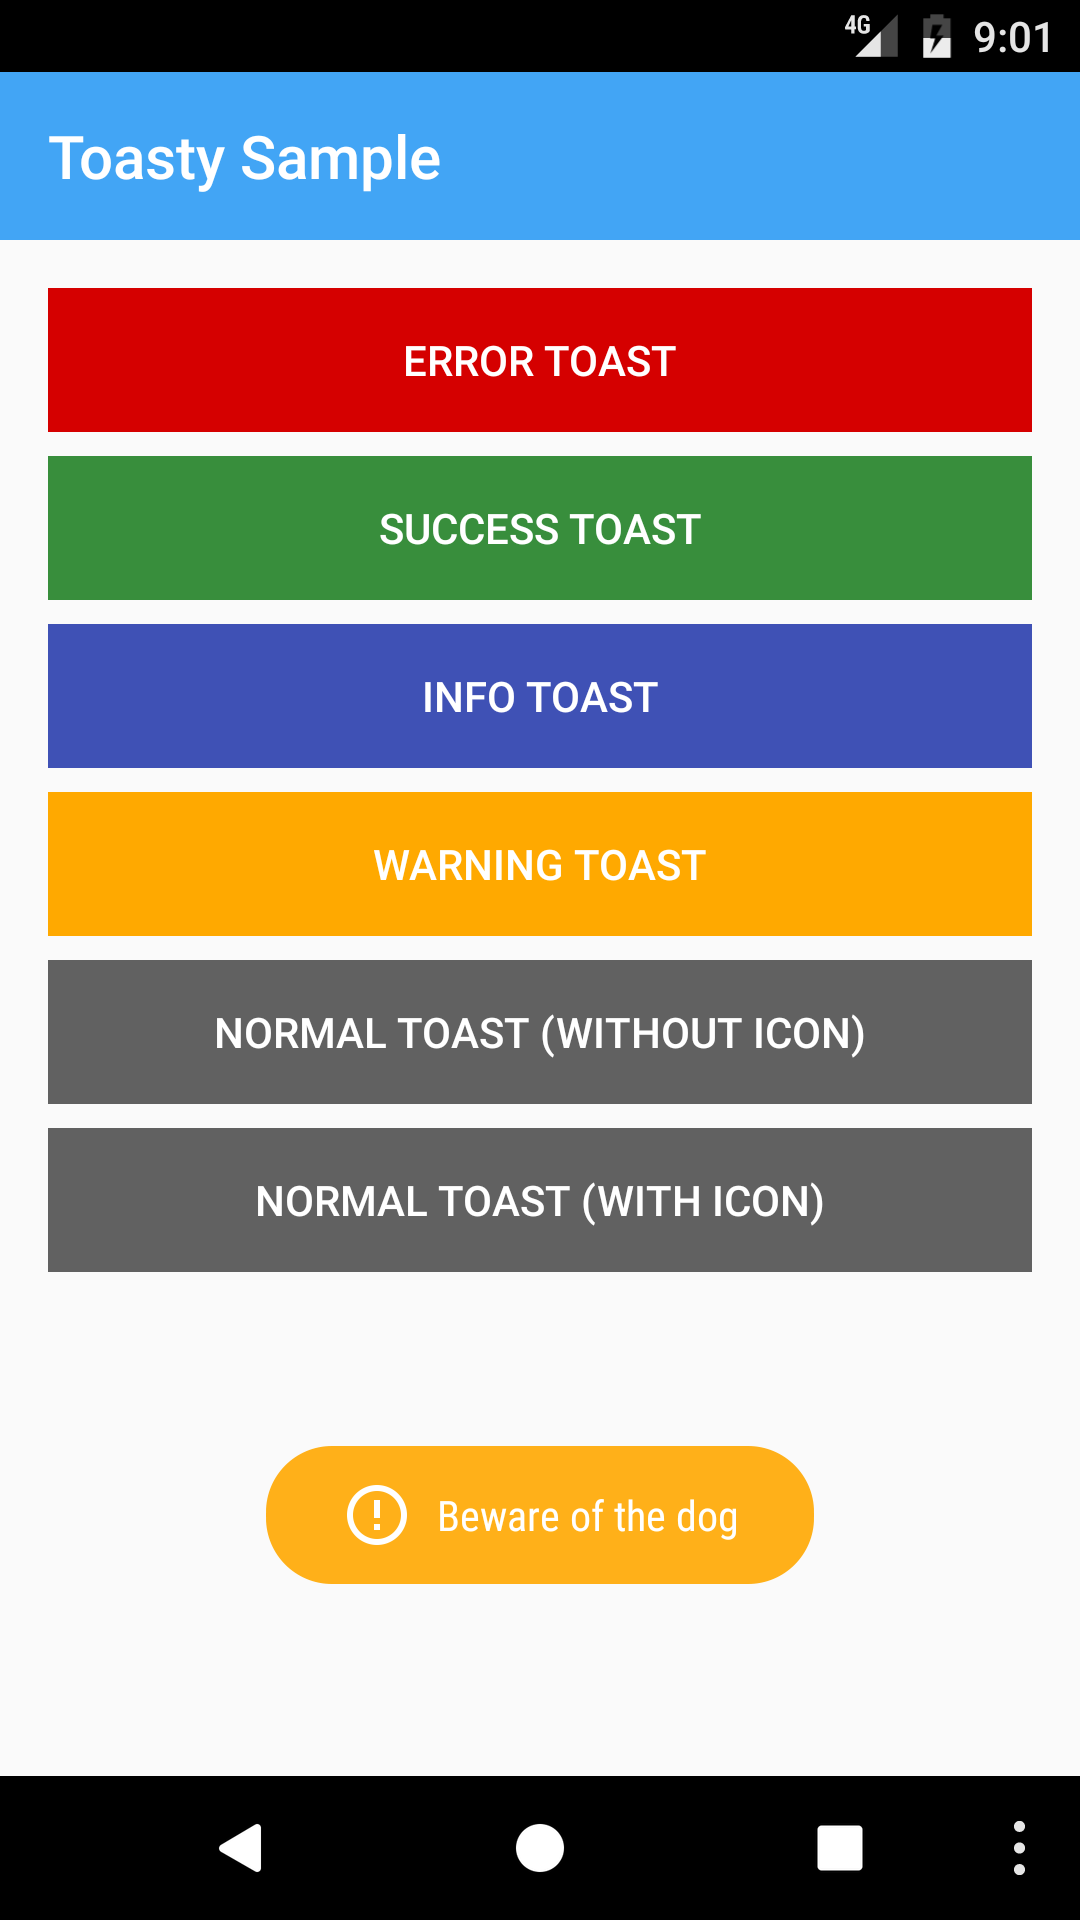 4G 9:01
Toasty Sample
ERROR TOAST
SUCCESS TOAST
INFO TOAST
WARNING TOAST
NORMAL TOAST (WITHOUT ICON)
NORMAL TOAST (WITH ICON)
Beware of the dog